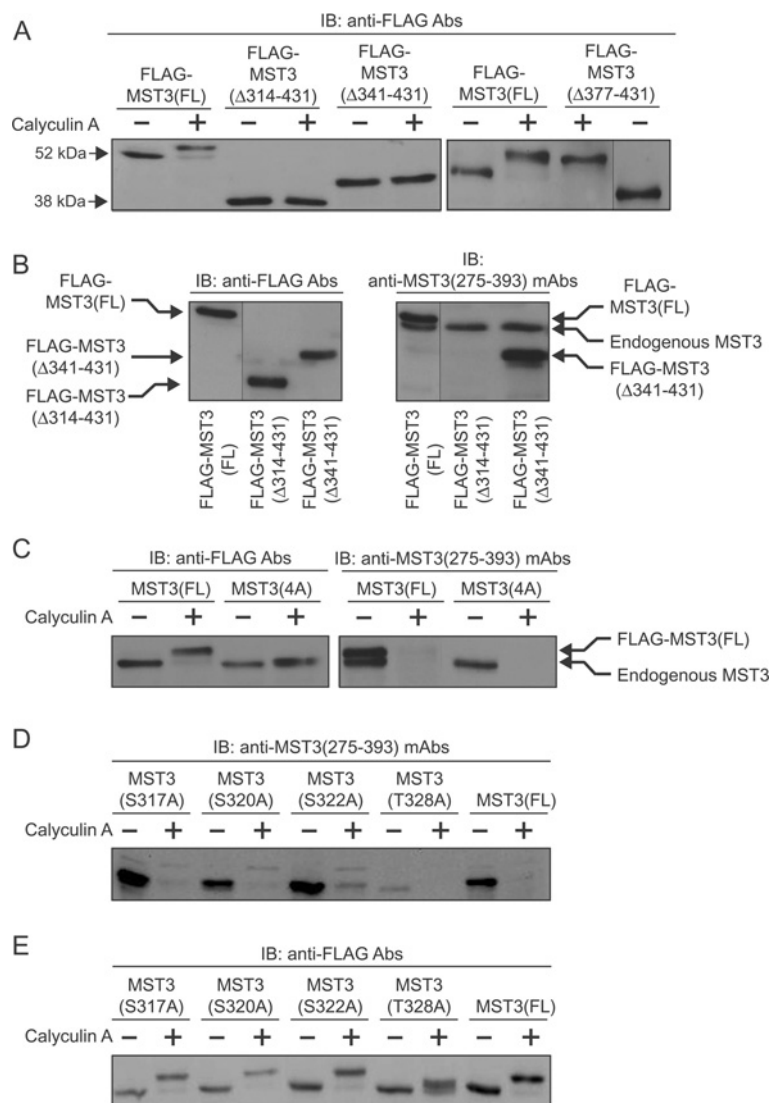 A
IB: anti-FLAG Abs
FLAG-
MST3(FL)
FLAG-
MST3
(Δ314-431)
FLAG-
MST3
(Δ341-431)
FLAG-
MST3(FL)
FLAG-
MST3
(Δ377-431)
Calyculin A − + − + − + − + + −
52 kDa
38 kDa
B
FLAG-
MST3(FL)
FLAG-MST3
(Δ341-431)
FLAG-MST3
(Δ314-431)
IB: anti-FLAG Abs
FLAG-MST3
(FL)
FLAG-MST3
(Δ314-431)
FLAG-MST3
(Δ341-431)
IB:
anti-MST3(275-393) mAbs
FLAG-MST3
(FL)
FLAG-MST3
(Δ314-431)
FLAG-MST3
(Δ341-431)
FLAG-
MST3(FL)
Endogenous MST3
FLAG-MST3
(Δ341-431)
C
IB: anti-FLAG Abs IB: anti-MST3(275-393) mAbs
MST3(FL) MST3(4A) MST3(FL) MST3(4A)
Calyculin A − + − + − + − +
FLAG-MST3(FL)
Endogenous MST3
D
IB: anti-MST3(275-393) mAbs
MST3
(S317A)
MST3
(S320A)
MST3
(S322A)
MST3
(T328A)
MST3(FL)
Calyculin A − + − + − + − + − +
E
IB: anti-FLAG Abs
MST3
(S317A)
MST3
(S320A)
MST3
(S322A)
MST3
(T328A)
MST3(FL)
Calyculin A − + − + − + − + − +